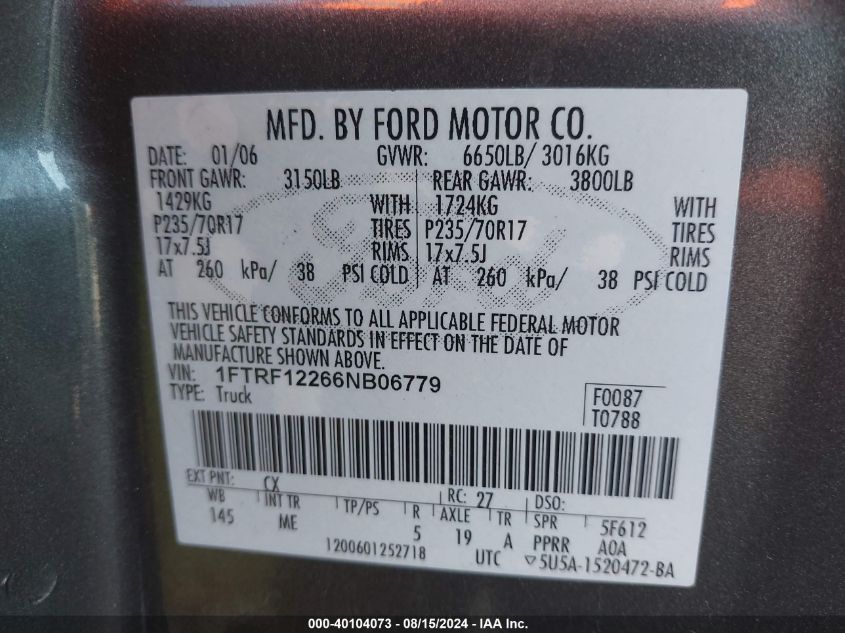 MFD. BY FORD MOTOR CO.
DATE: 01/06 GVWR: 6650LB/ 3016KG
FRONT GAWR: 3150LB REAR GAWR: 3800LB
1429KG WITH 1724KG WITH
P235/70R17 TIRES P235/70R17 TIRES
17x7.5J RIMS 17x7.5J RIMS
AT 260 kPa/ 38 PSI COLD AT 260 kPa/ 38 PSI COLD
THIS VEHICLE CONFORMS TO ALL APPLICABLE FEDERAL MOTOR
VEHICLE SAFETY STANDARDS IN EFFECT ON THE DATE OF
MANUFACTURE SHOWN ABOVE.
VIN: 1FTRF12266NB06779
TYPE: Truck
F0087
T0788
EXT PNT: CX RC: 27 DSO:
WB INT TR TP/PS R AXLE TR SPR 5F612
145 ME 5 19 A PPRR A0A
1200601252718 UTC ▽5U5A-1520472-BA
000-40104073 - 08/15/2024 - IAA Inc.